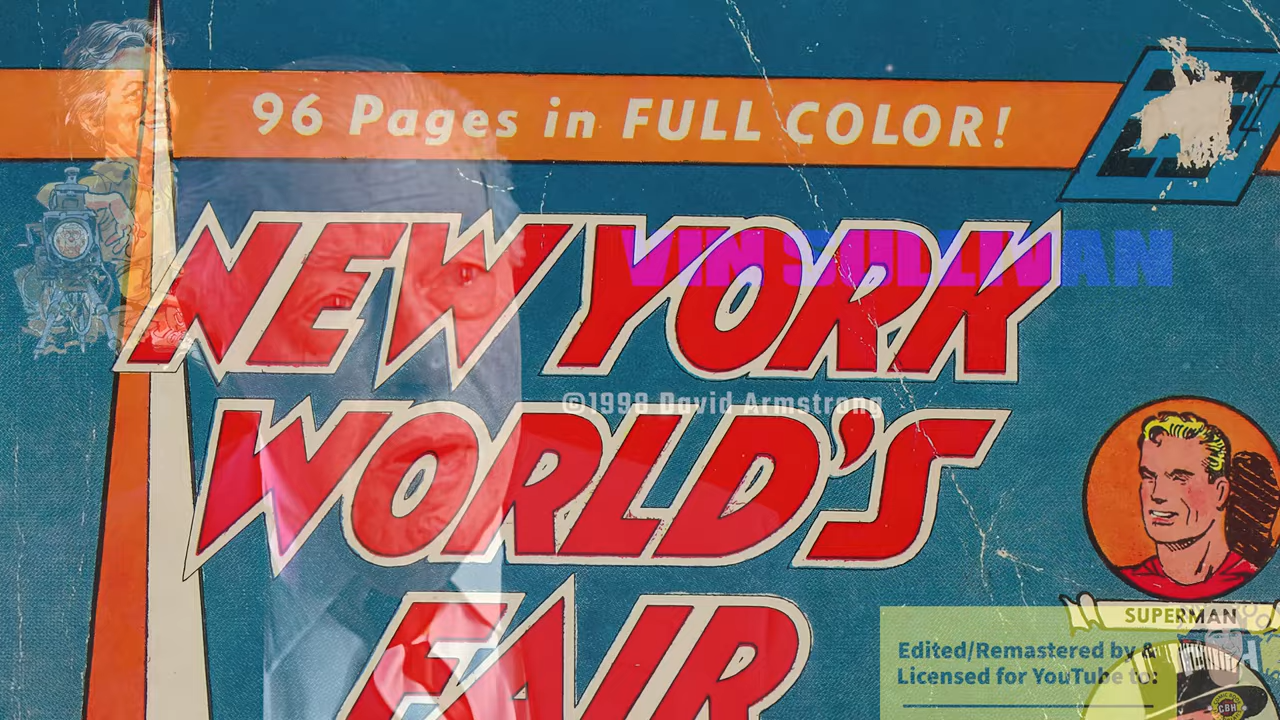 96 Pages in FULL COLOR!
NEW YORK
VIN SULLIVAN
WORLD'S
©1998 David Armstrong
FAIR
SUPERMAN
Edited/Remastered by &
Licensed for YouTube to:
CBH